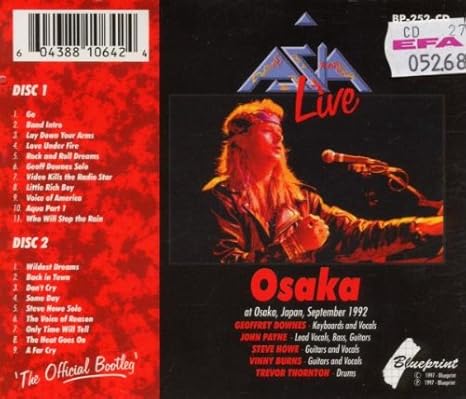 6 04388 10642 4
BP-252-CD
CD 27
EFA
05268
ASIA
Live
DISC 1
1. Go
2. Band Intro
3. Lay Down Your Arms
4. Love Under Fire
5. Rock and Roll Dreams
6. Geoff Downes Solo
7. Video Kills the Radio Star
8. Little Rich Boy
9. Voice of America
10. Aqua Part 1
11. Who Will Stop the Rain
DISC 2
1. Wildest Dreams
2. Back in Town
3. Don't Cry
4. Some Day
5. Steve Howe Solo
6. The Voice of Reason
7. Only Time Will Tell
8. The Heat Goes On
9. A Far Cry
'The Official Bootleg'
Osaka
at Osaka, Japan, September 1992
GEOFFREY DOWNES - Keyboards and Vocals
JOHN PAYNE - Lead Vocals, Bass, Guitars
STEVE HOWE - Guitars and Vocals
VINNY BURNS - Guitars and Vocals
TREVOR THORNTON - Drums
Blueprint
℗ 1997 - Blueprint
© 1997 - Blueprint